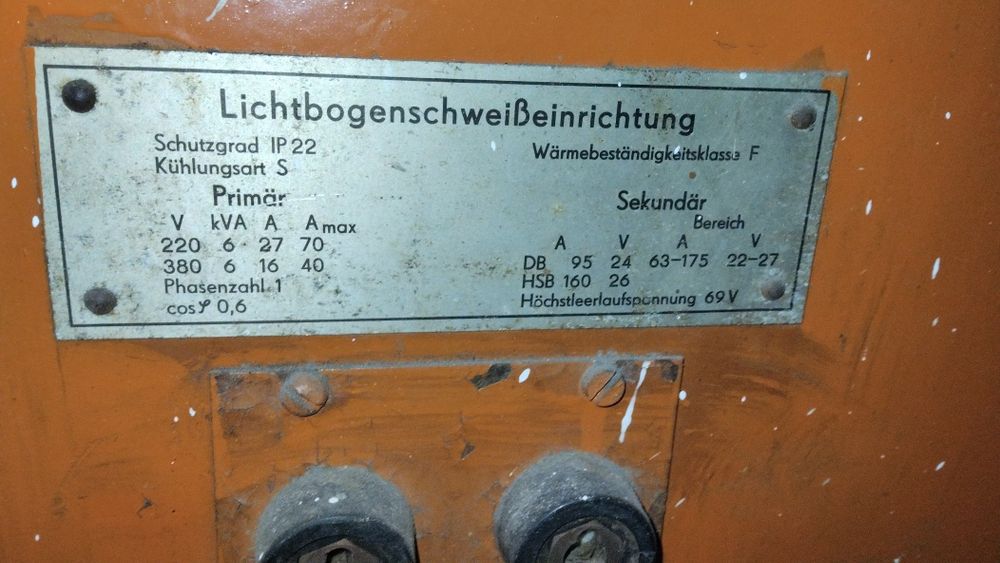 Lichtbogenschweißeinrichtung
Schutzgrad IP 22
Kühlungsart S
Wärmebeständigkeitsklasse F
Primär
V kVA A Amax
220 6 27 70
380 6 16 40
Phasenzahl 1
cos φ 0,6
Sekundär
Bereich
A V A V
DB 95 24 63-175 22-27
HSB 160 26
Höchstleerlaufspannung 69 V